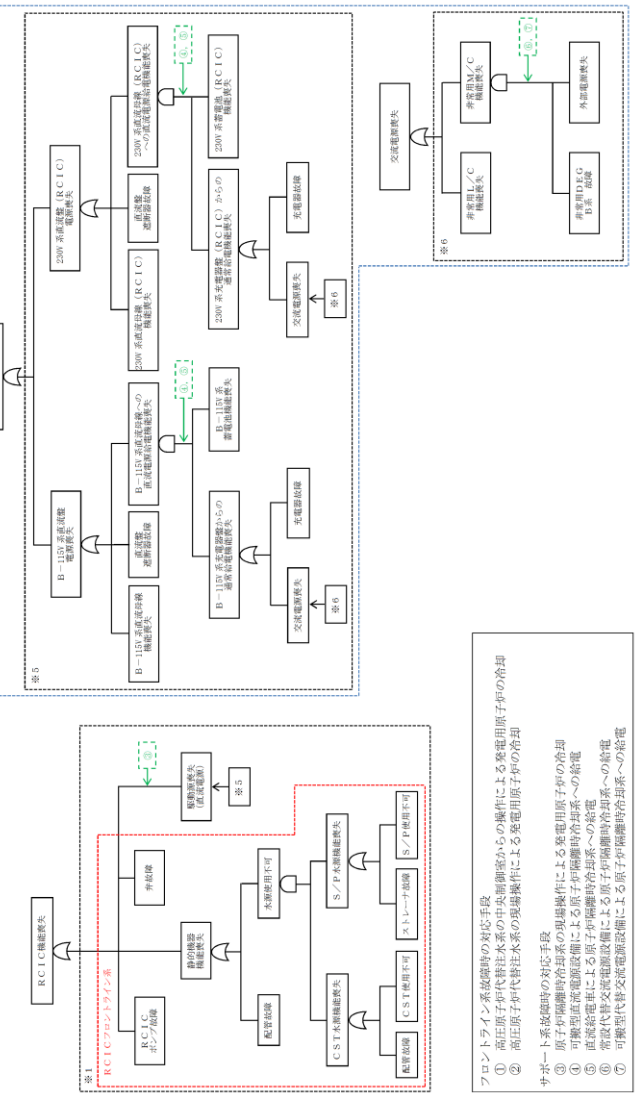 ※1
RCIC機能喪失
RCICフロントライン系
RCIC
ポンプ故障
静的機器
機能喪失
弁故障
駆動源喪失
(直流電源)
③
※5
配管故障
水源使用不可
CST水源機能喪失
S/P水源機能喪失
配管故障
CST使用不可
ストレーナ故障
S/P使用不可
※5
B-115V系直流盤
電源喪失
230V系直流盤(RCIC)
電源喪失
B-115V系直流母線
機能喪失
直流盤
遮断器故障
B-115V系直流母線への
直流電源給電機能喪失
④,⑤
B-115V系充電器盤からの
通常給電機能喪失
B-115V系
蓄電池機能喪失
交流電源喪失
充電器故障
※6
230V系直流母線(RCIC)
機能喪失
直流盤
遮断器故障
230V系直流母線(RCIC)
への直流電源給電機能喪失
④,⑤
230V系充電器盤(RCIC)からの
通常給電機能喪失
230V系蓄電池(RCIC)
機能喪失
交流電源喪失
充電器故障
※6
※6
交流電源喪失
非常用L/C
機能喪失
非常用M/C
機能喪失
⑥,⑦
非常用DEG
B系 故障
外部電源喪失
フロントライン系故障時の対応手段
① 高圧原子炉代替注水系の中央制御室からの操作による発電用原子炉の冷却
② 高圧原子炉代替注水系の現場操作による発電用原子炉の冷却
サポート系故障時の対応手段
③ 原子炉隔離時冷却系の現場操作による発電用原子炉の冷却
④ 可搬型直流電源設備による原子炉隔離時冷却系への給電
⑤ 直流給電車による原子炉隔離時冷却系への給電
⑥ 常設代替交流電源設備による原子炉隔離時冷却系への給電
⑦ 可搬型代替交流電源設備による原子炉隔離時冷却系への給電